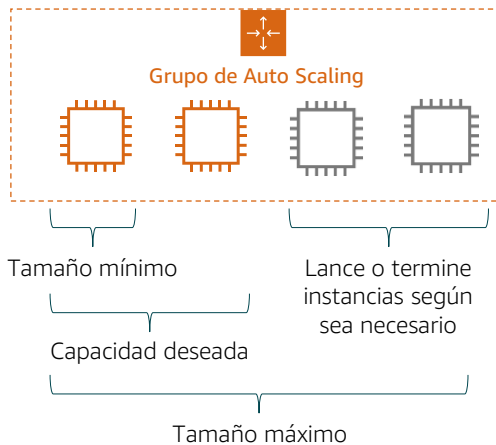 Grupo de Auto Scaling
Tamaño mínimo
Lance o termine
instancias según
sea necesario
Capacidad deseada
Tamaño máximo